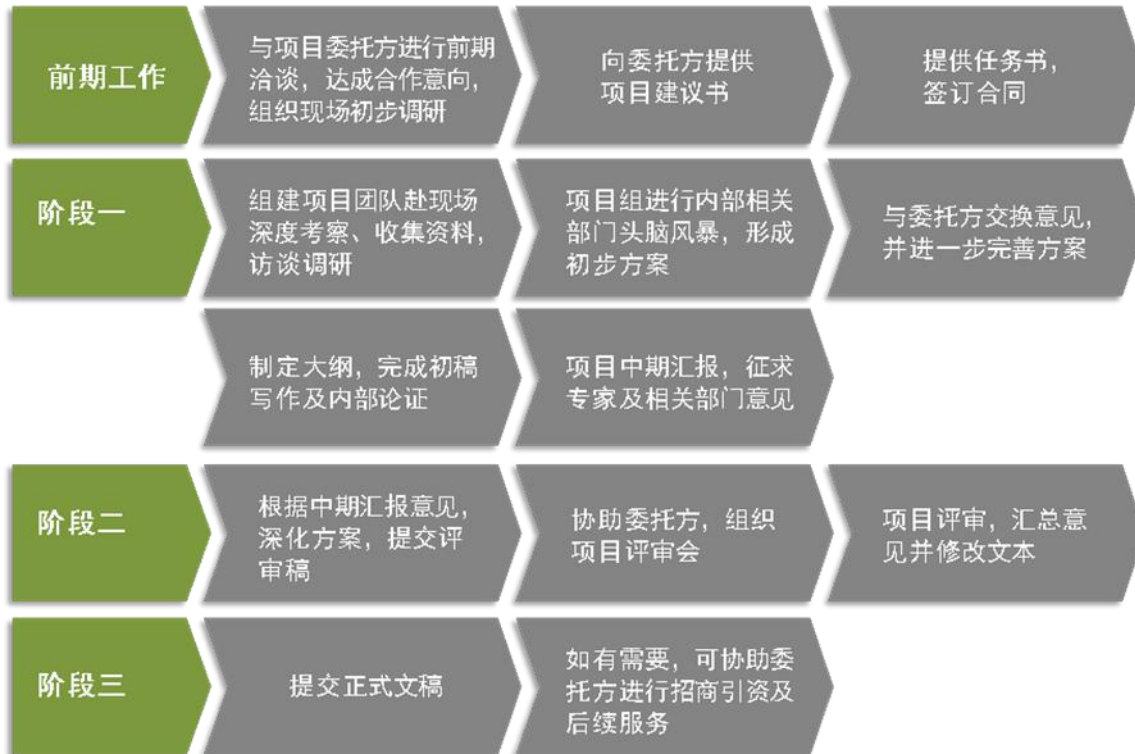 前期工作
与项目委托方进行前期
洽谈，达成合作意向，
组织现场初步调研
向委托方提供
项目建议书
提供任务书，
签订合同
阶段一
组建项目团队赴现场
深度考察、收集资料，
访谈调研
项目组进行内部相关
部门头脑风暴，形成
初步方案
与委托方交换意见，
并进一步完善方案
制定大纲，完成初稿
写作及内部论证
项目中期汇报，征求
专家及相关部门意见
阶段二
根据中期汇报意见，
深化方案，提交评
审稿
协助委托方，组织
项目评审会
项目评审，汇总意
见并修改文本
阶段三
提交正式文稿
如有需要，可协助委
托方进行招商引资及
后续服务